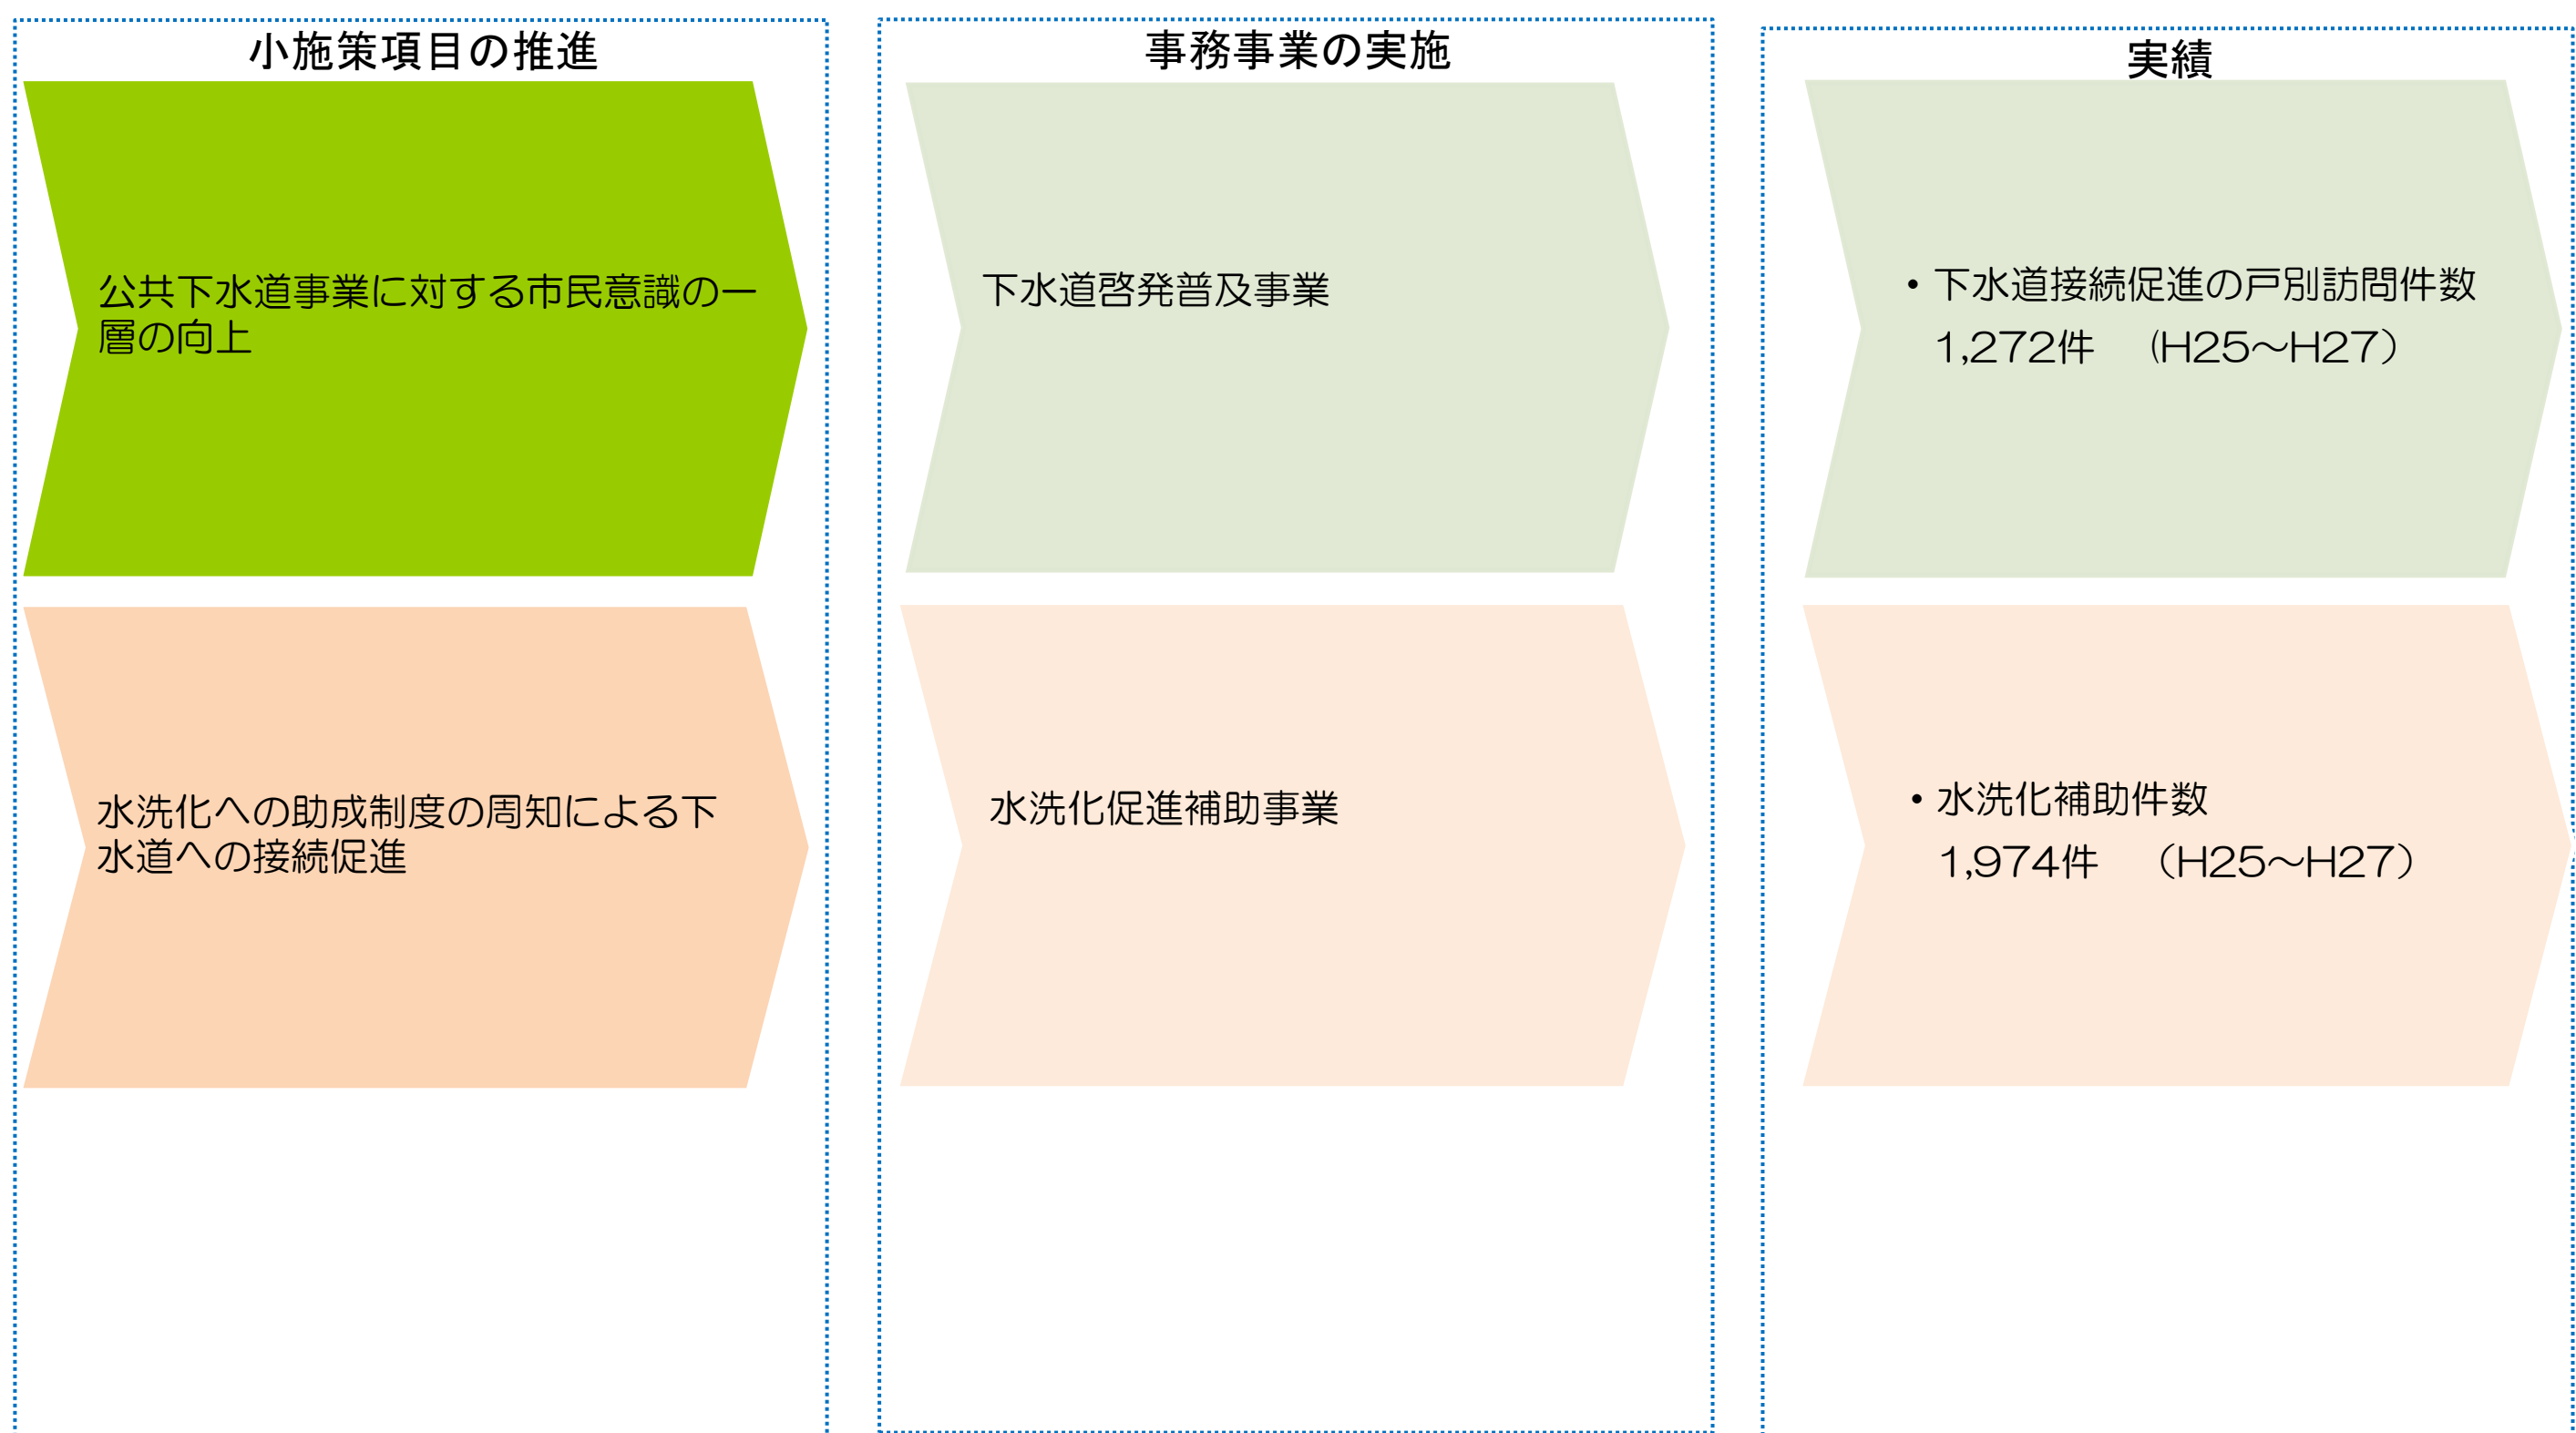 小施策項目の推進
事務事業の実施
実績
公共下水道事業に対する市民意識の一
層の向上
下水道啓発普及事業
・下水道接続促進の戸別訪問件数
1,272件　(H25～H27）
水洗化への助成制度の周知による下
水道への接続促進
水洗化促進補助事業
・水洗化補助件数
1,974件　（H25～H27）